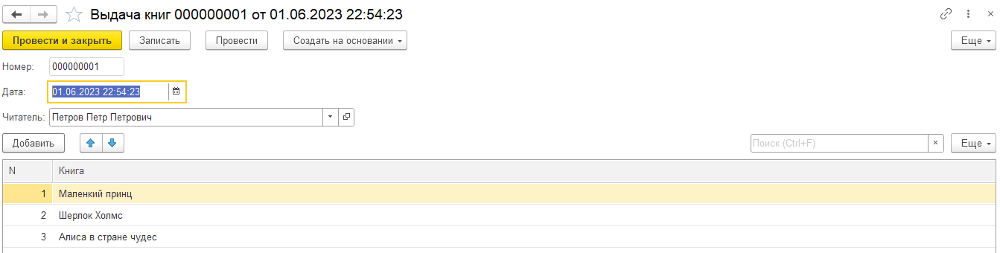 Выдача книг 000000001 от 01.06.2023 22:54:23
Провести и закрыть Записать Провести Создать на основании Еще
Номер: 000000001
Дата: 01.06.2023 22:54:23
Читатель: Петров Петр Петрович
Добавить Поиск (Ctrl+F) × Еще
N Книга
1 Маленкий принц
2 Шерлок Холмс
3 Алиса в стране чудес